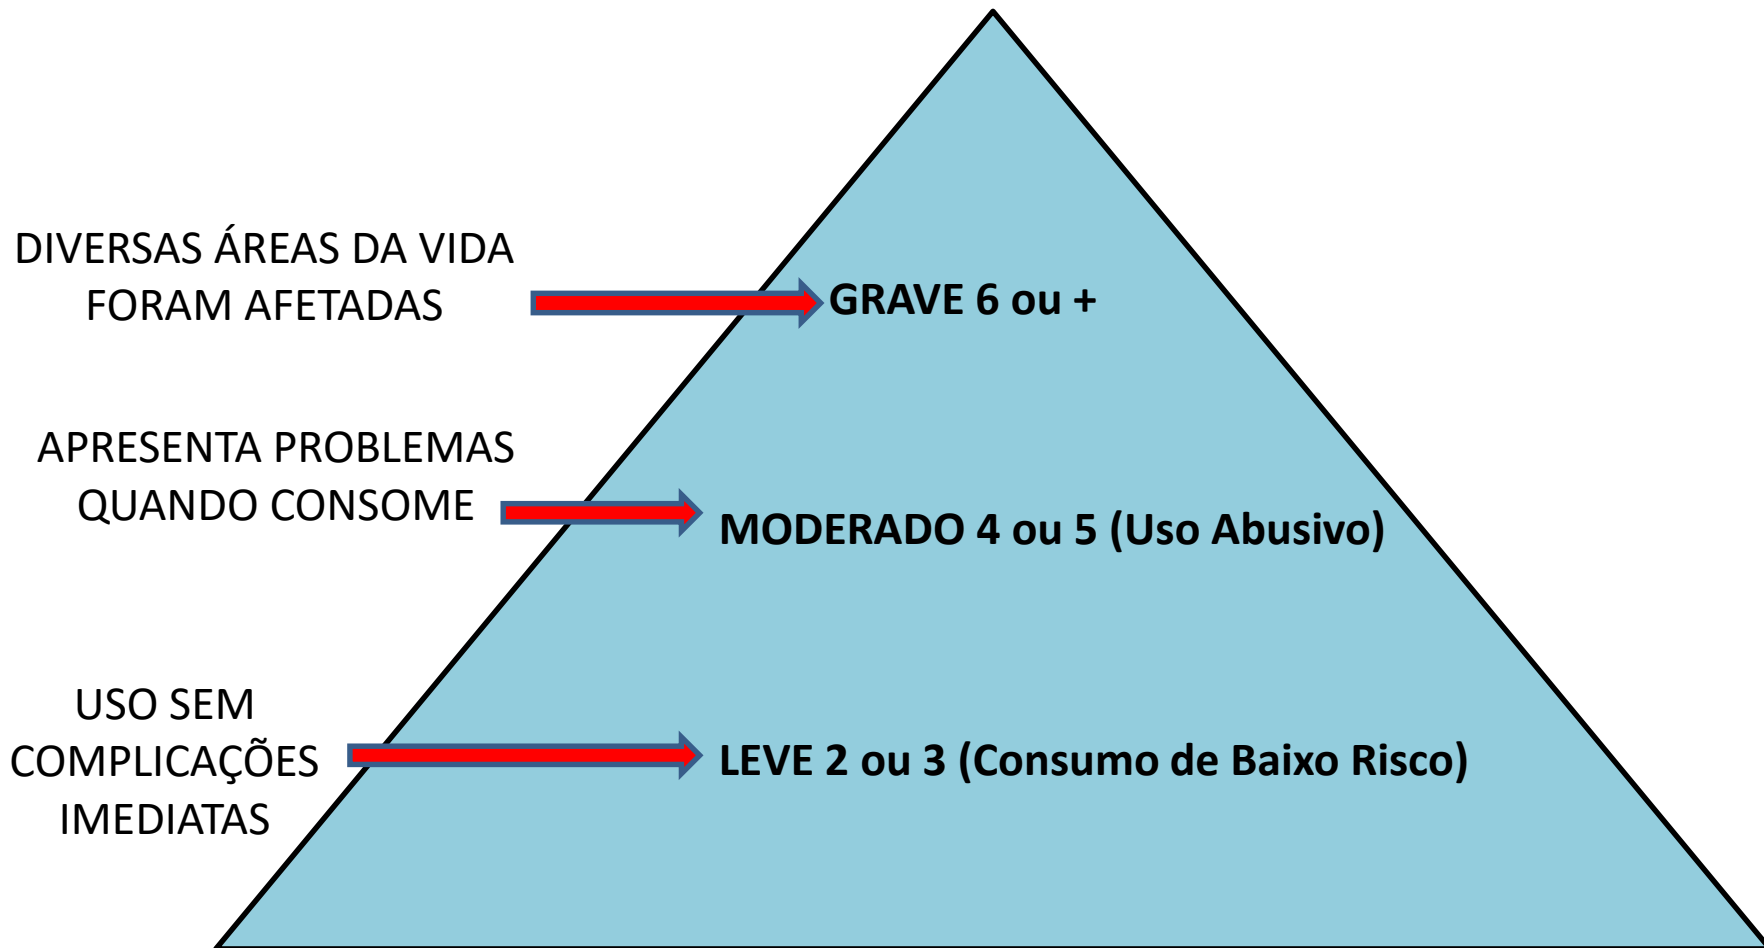 DIVERSAS ÁREAS DA VIDA
FORAM AFETADAS
GRAVE 6 ou +
APRESENTA PROBLEMAS
QUANDO CONSOME
MODERADO 4 ou 5 (Uso Abusivo)
USO SEM
COMPLICAÇÕES
IMEDIATAS
LEVE 2 ou 3 (Consumo de Baixo Risco)